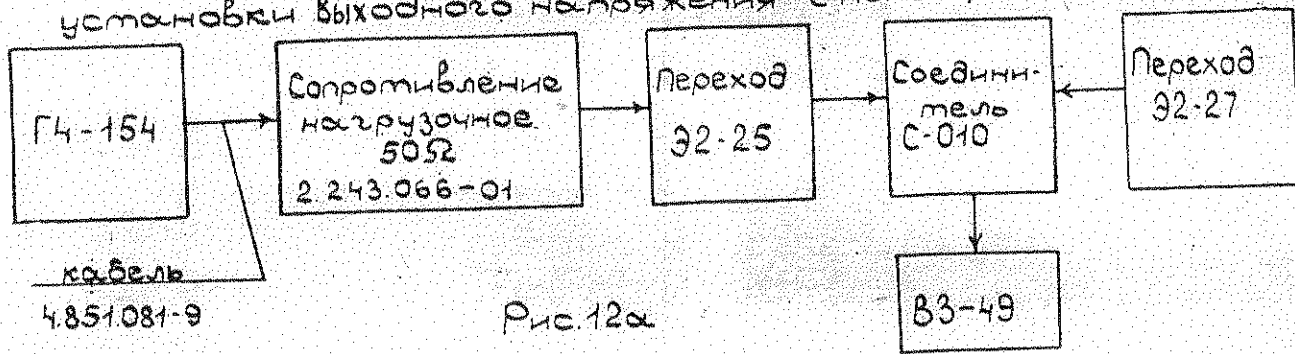 установки выходного напряжения
Г4-154
Сопротивление
нагрузочное
50Ω
2 243.066-01
Переход
Э2-25
Соедини-
тель
С-010
Переход
Э2-27
кабель
4.851.081-9
Рис.12а
В3-49